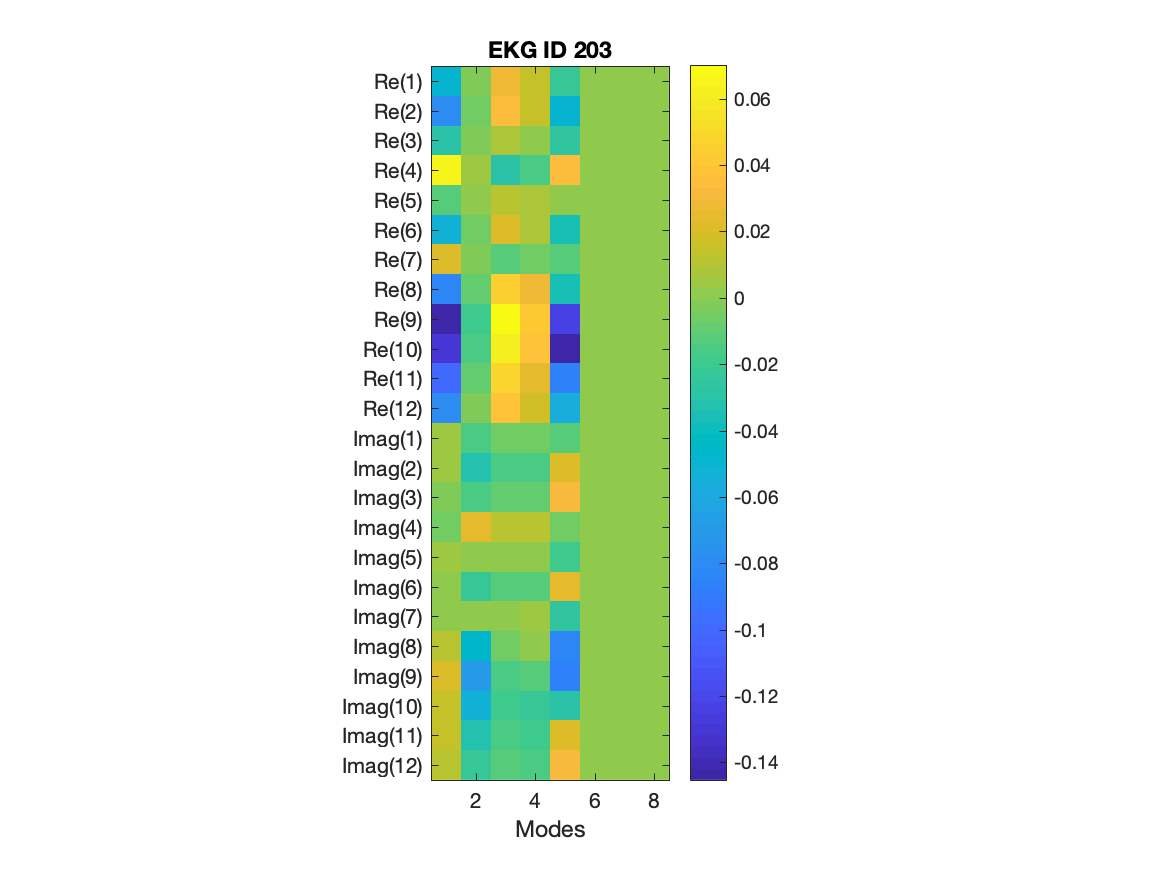 EKG ID 203
Re(1)
Re(2)
Re(3)
Re(4)
Re(5)
Re(6)
Re(7)
Re(8)
Re(9)
Re(10)
Re(11)
Re(12)
Imag(1)
Imag(2)
Imag(3)
Imag(4)
Imag(5)
Imag(6)
Imag(7)
Imag(8)
Imag(9)
Imag(10)
Imag(11)
Imag(12)
2 4 6 8
Modes
0.06
0.04
0.02
0
-0.02
-0.04
-0.06
-0.08
-0.1
-0.12
-0.14